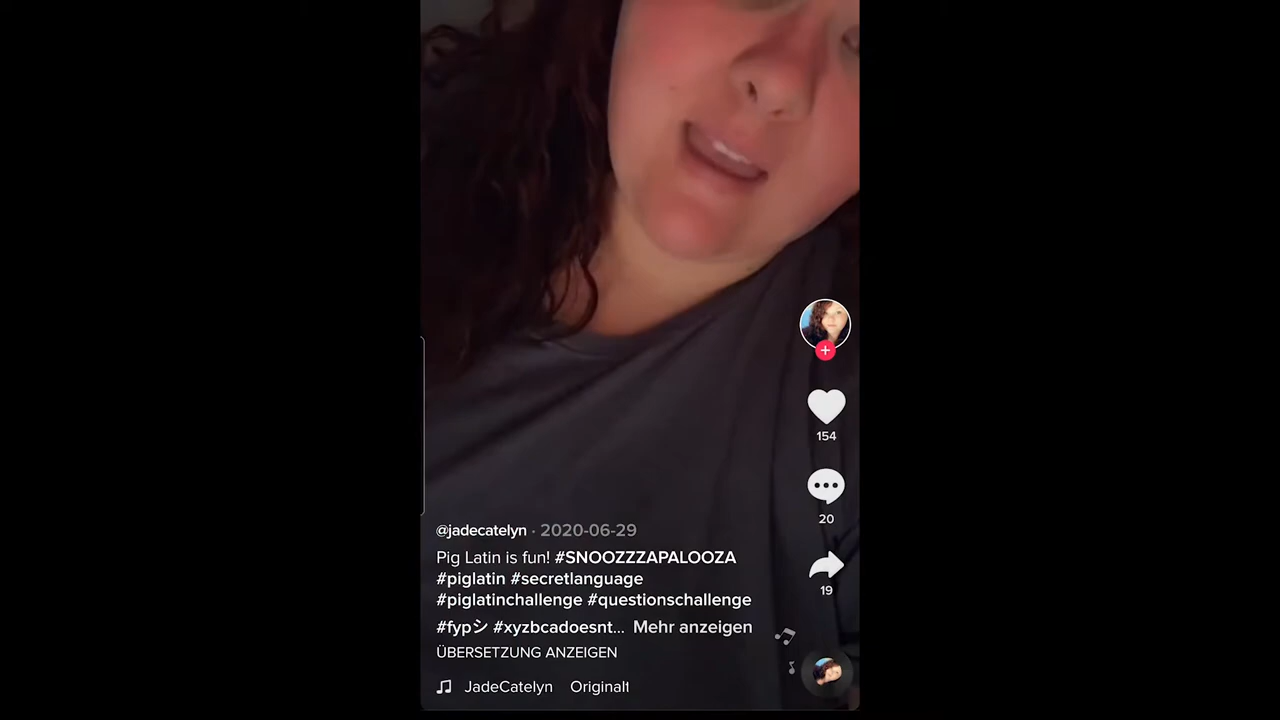 154
20
19
@jadecatelyn · 2020-06-29
Pig Latin is fun! #SNOOZZZAPALOOZA
#piglatin #secretlanguage
#piglatinchallenge #questionschallenge
#fypシ #xyzbcadoesnt... Mehr anzeigen
ÜBERSETZUNG ANZEIGEN
JadeCatelyn Originalt